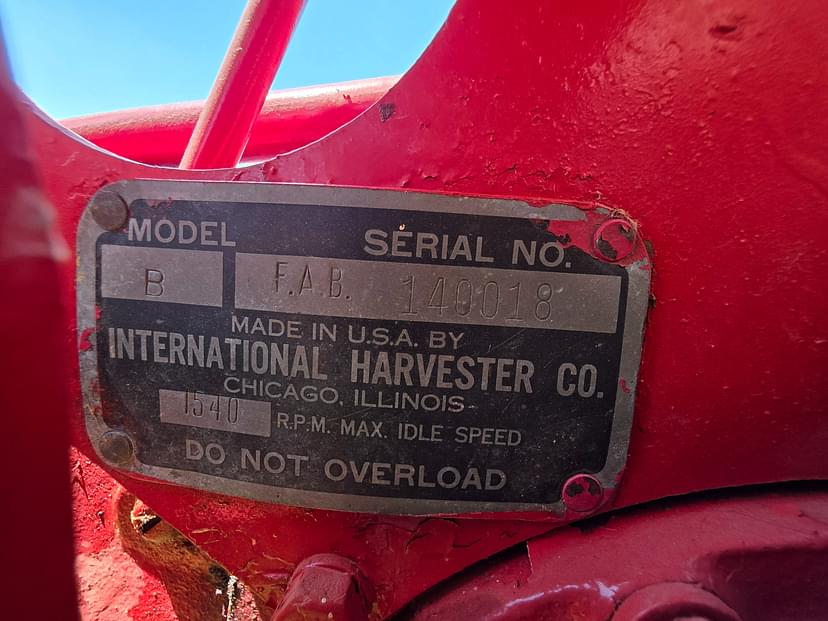 MODEL SERIAL NO.
B F.A.B. 140018
MADE IN U.S.A. BY
INTERNATIONAL HARVESTER CO.
CHICAGO, ILLINOIS
1540 R.P.M. MAX. IDLE SPEED
DO NOT OVERLOAD